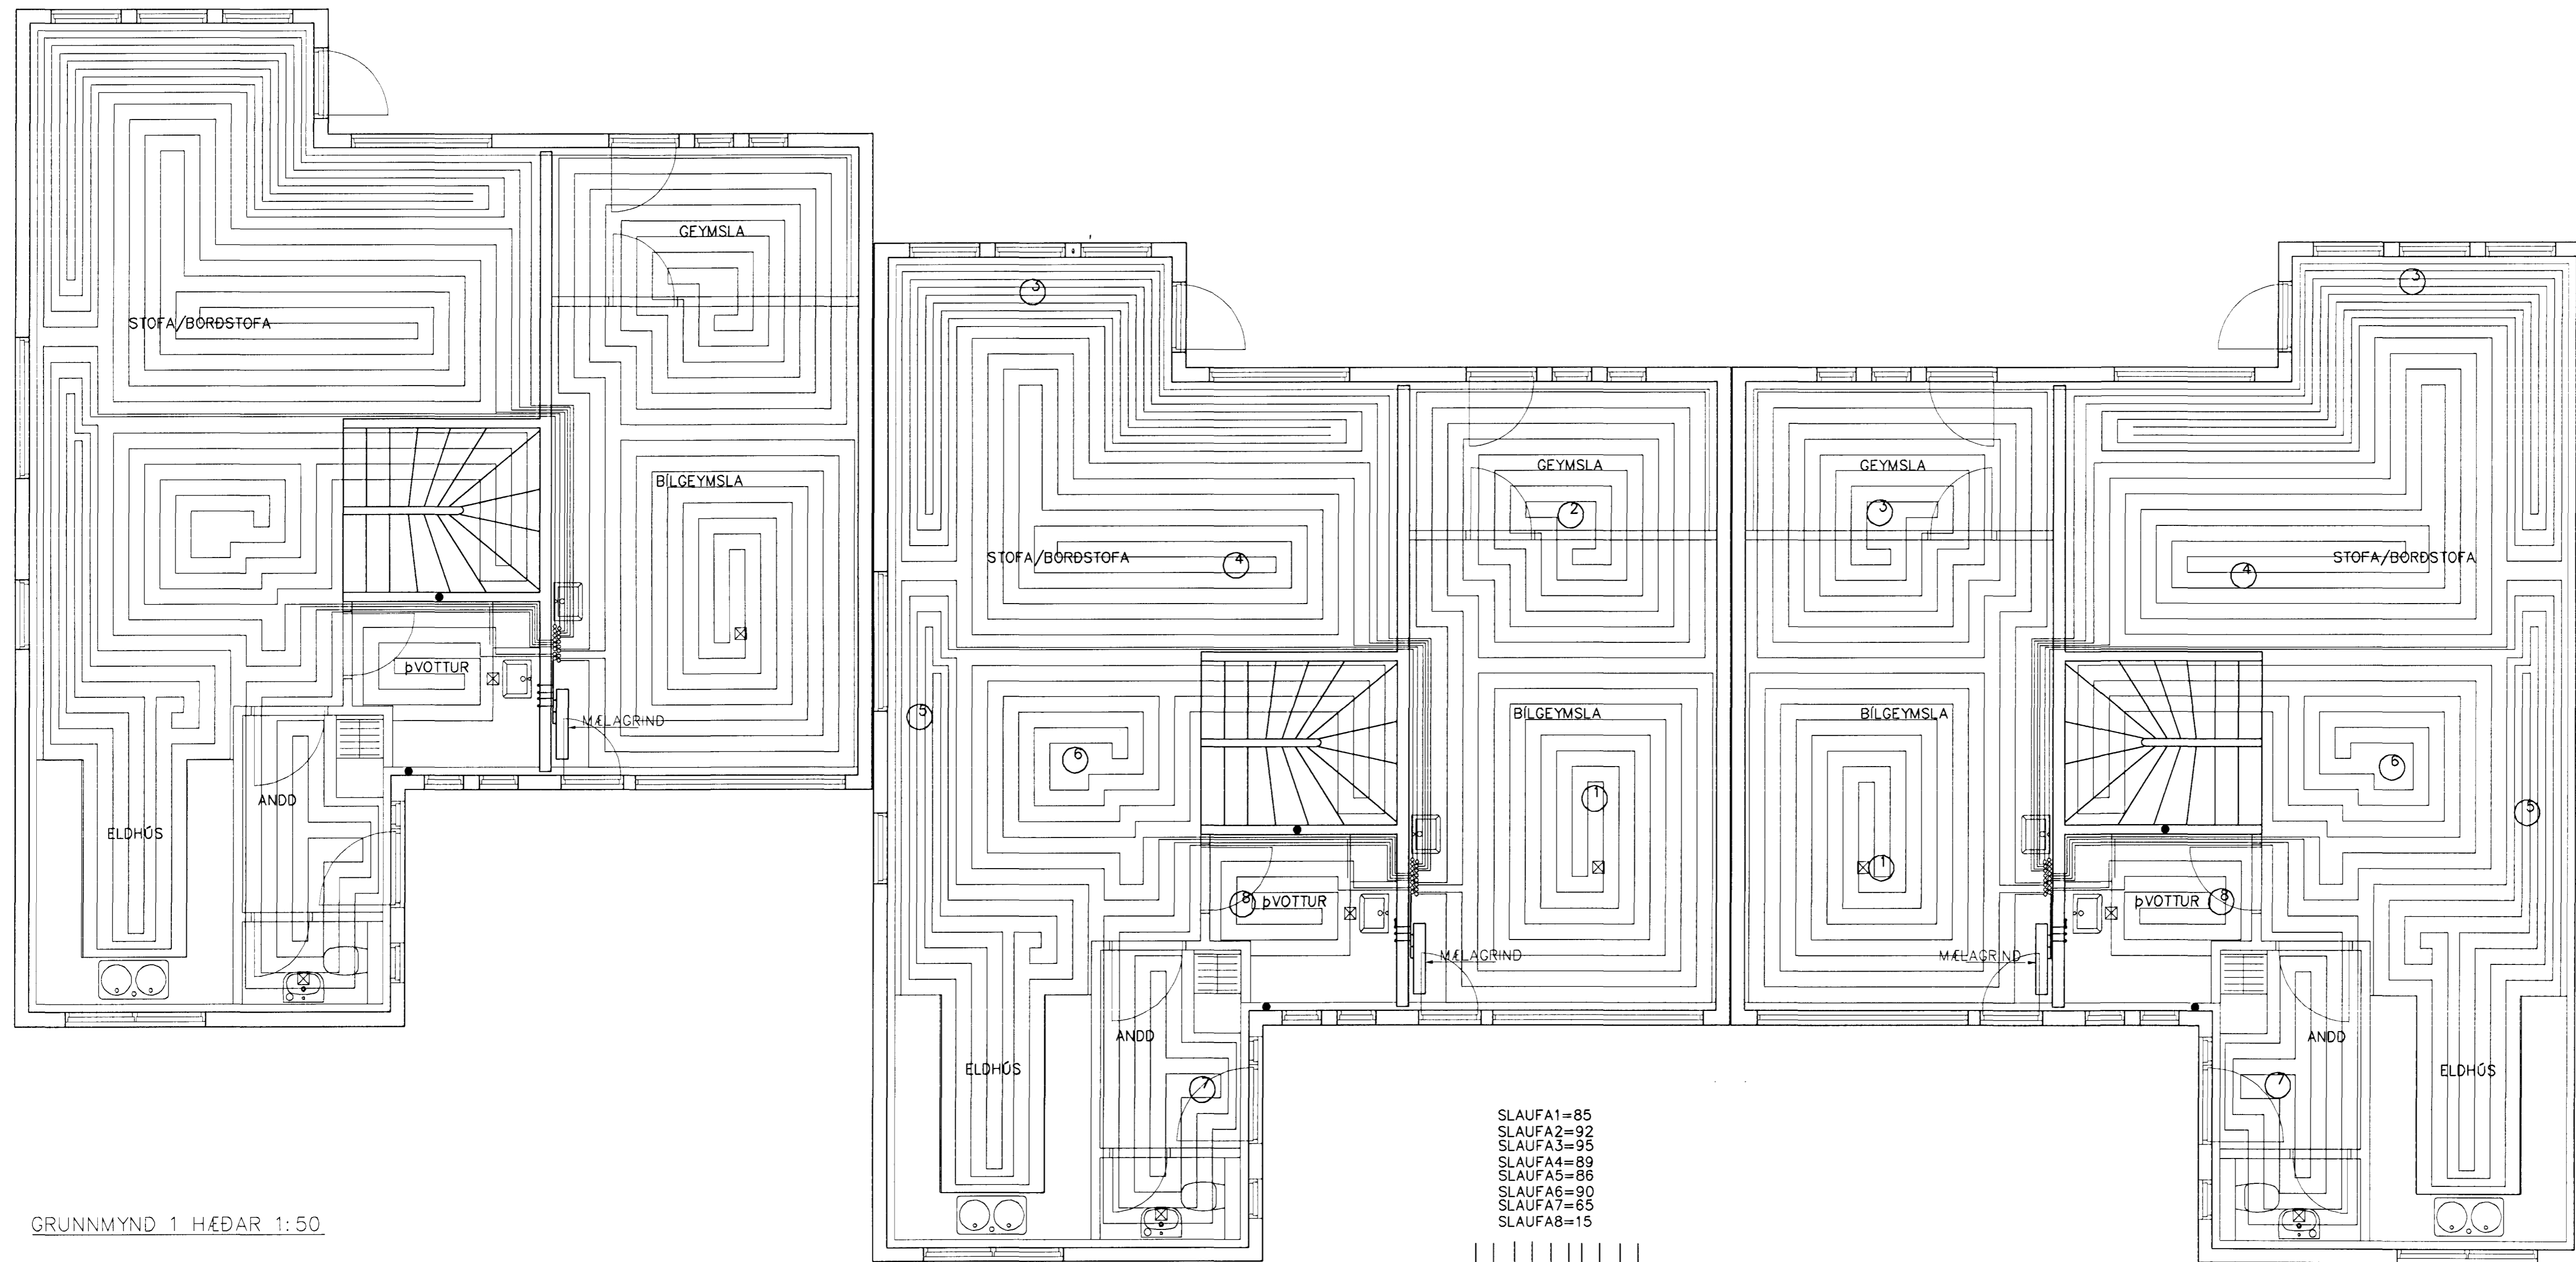 GEYMSLA
STOFA/BORÐSTOFA
BÍLGEYMSLA
ÞVOTTUR
MÆLAGRIND
ANDD
ELDHÚS
GRUNNMYND 1 HÆÐAR 1:50
3
GEYMSLA
2
STOFA/BORÐSTOFA
4
5
6
BÍLGEYMSLA
1
8
ÞVOTTUR
MÆLAGRIND
ANDD
ELDHÚS
7
3
GEYMSLA
3
STOFA/BORÐSTOFA
4
BÍLGEYMSLA
6
5
1
ÞVOTTUR
8
MÆLAGRIND
ANDD
ELDHÚS
7
SLAUFA1=85
SLAUFA2=92
SLAUFA3=95
SLAUFA4=89
SLAUFA5=86
SLAUFA6=90
SLAUFA7=65
SLAUFA8=15